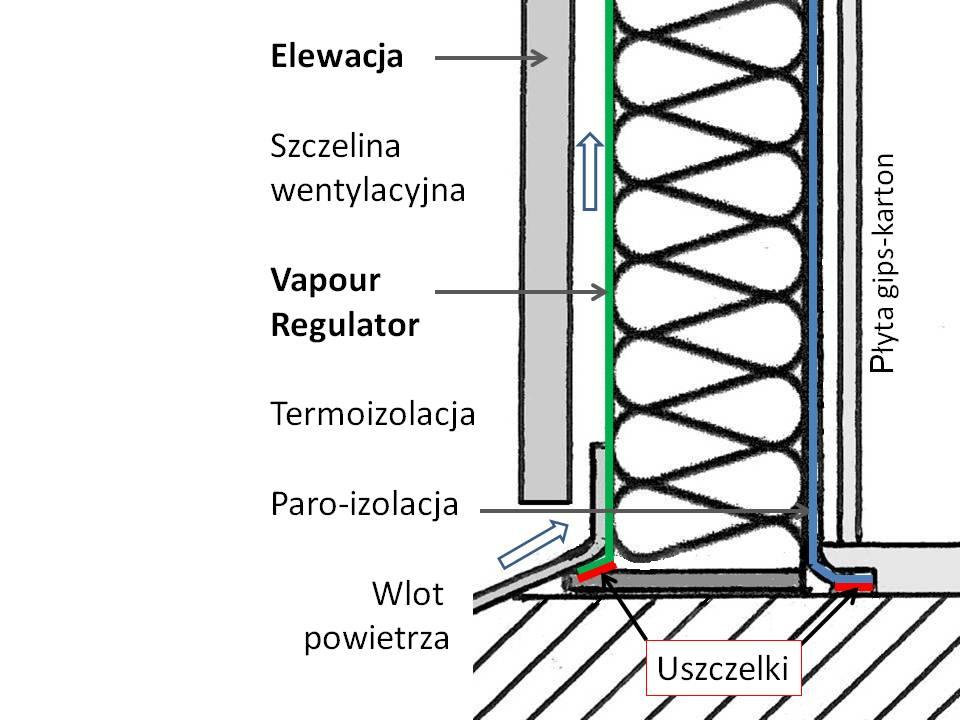 Elewacja
Szczelina
wentylacyjna
Vapour
Regulator
Termoizolacja
Paro-izolacja
Wlot
powietrza
Uszczelki
Płyta gips-karton